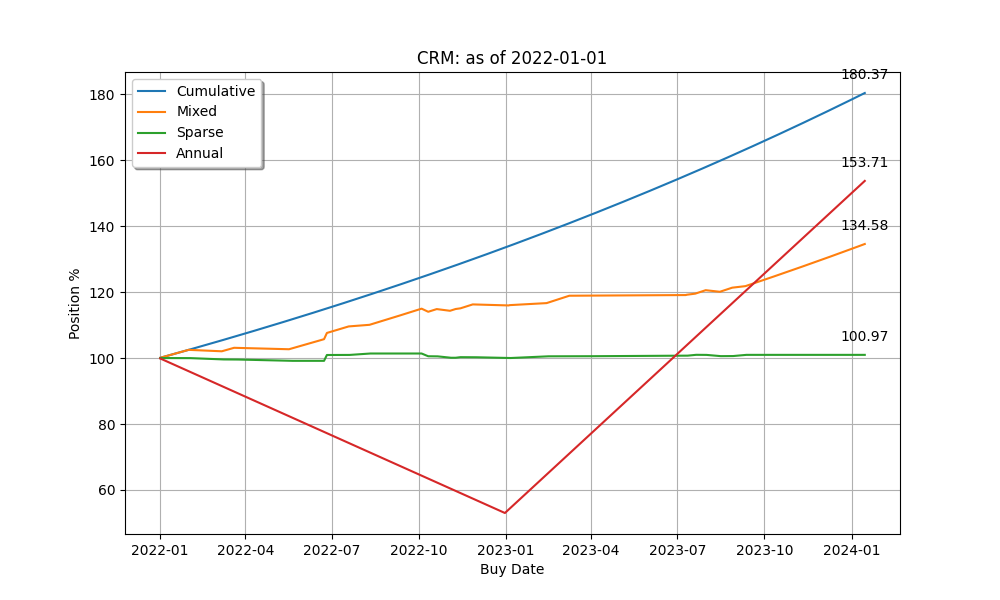 CRM: as of 2022-01-01
Cumulative
Mixed
Sparse
Annual
180.37
153.71
134.58
100.97
180
160
140
120
100
80
60
Position %
2022-01 2022-04 2022-07 2022-10 2023-01 2023-04 2023-07 2023-10 2024-01
Buy Date